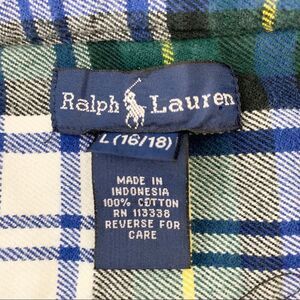 Ralph Lauren
L (16/18)
MADE IN
INDONESIA
100% COTTON
RN 113338
REVERSE FOR
CARE